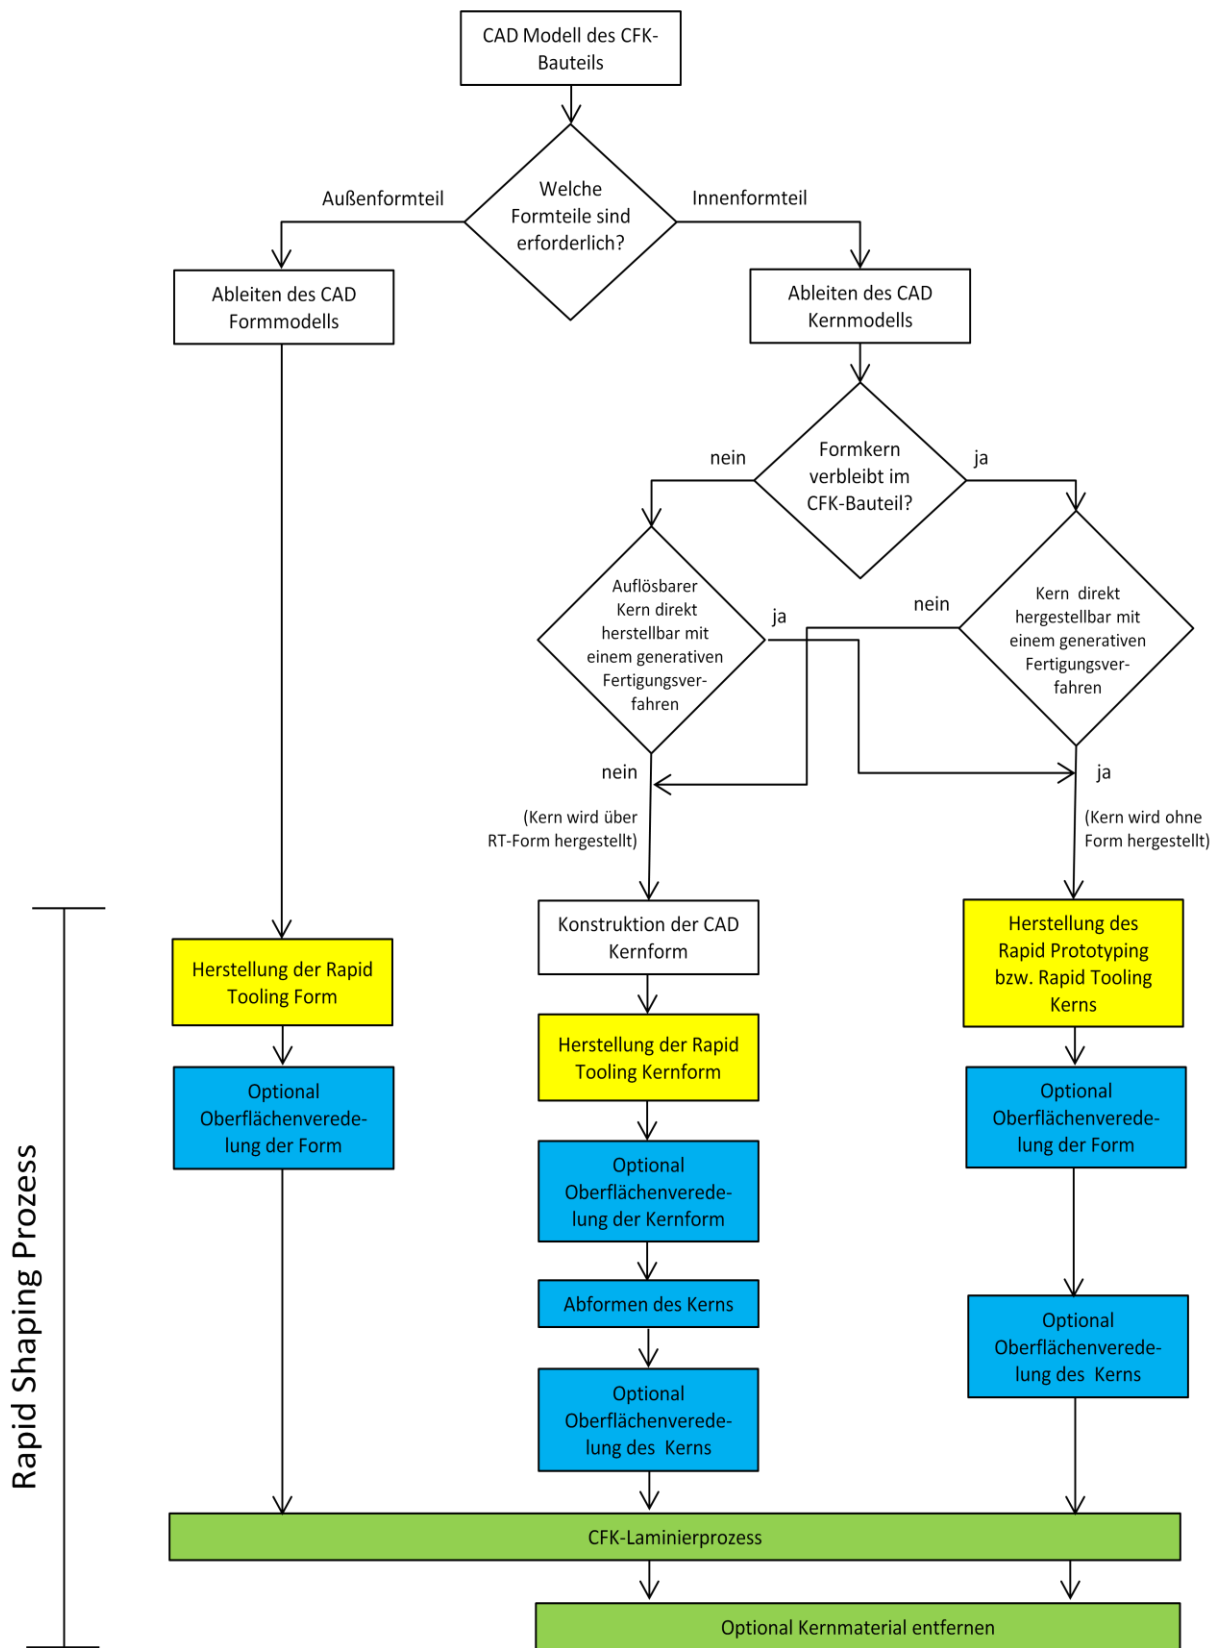 CAD Modell des CFK-
Bauteils
Welche
Formteile sind
erforderlich?
Außenformteil
Innenformteil
Ableiten des CAD
Formmodells
Ableiten des CAD
Kernmodells
Formkern
verbleibt im
CFK-Bauteil?
nein
ja
Auflösbarer
Kern direkt
herstellbar mit
einem generativen
Fertigungsver-
fahren
ja
nein
Kern direkt
hergestellbar mit
einem generativen
Fertigungsver-
fahren
nein
ja
(Kern wird über
RT-Form hergestellt)
(Kern wird ohne
Form hergestellt)
Rapid Shaping Prozess
Herstellung der Rapid
Tooling Form
Optional
Oberflächenverede-
lung der Form
Konstruktion der CAD
Kernform
Herstellung der Rapid
Tooling Kernform
Optional
Oberflächenverede-
lung der Kernform
Abformen des Kerns
Optional
Oberflächenverede-
lung des Kerns
Herstellung des
Rapid Prototyping
bzw. Rapid Tooling
Kerns
Optional
Oberflächenverede-
lung der Form
Optional
Oberflächenverede-
lung des Kerns
CFK-Laminierprozess
Optional Kernmaterial entfernen